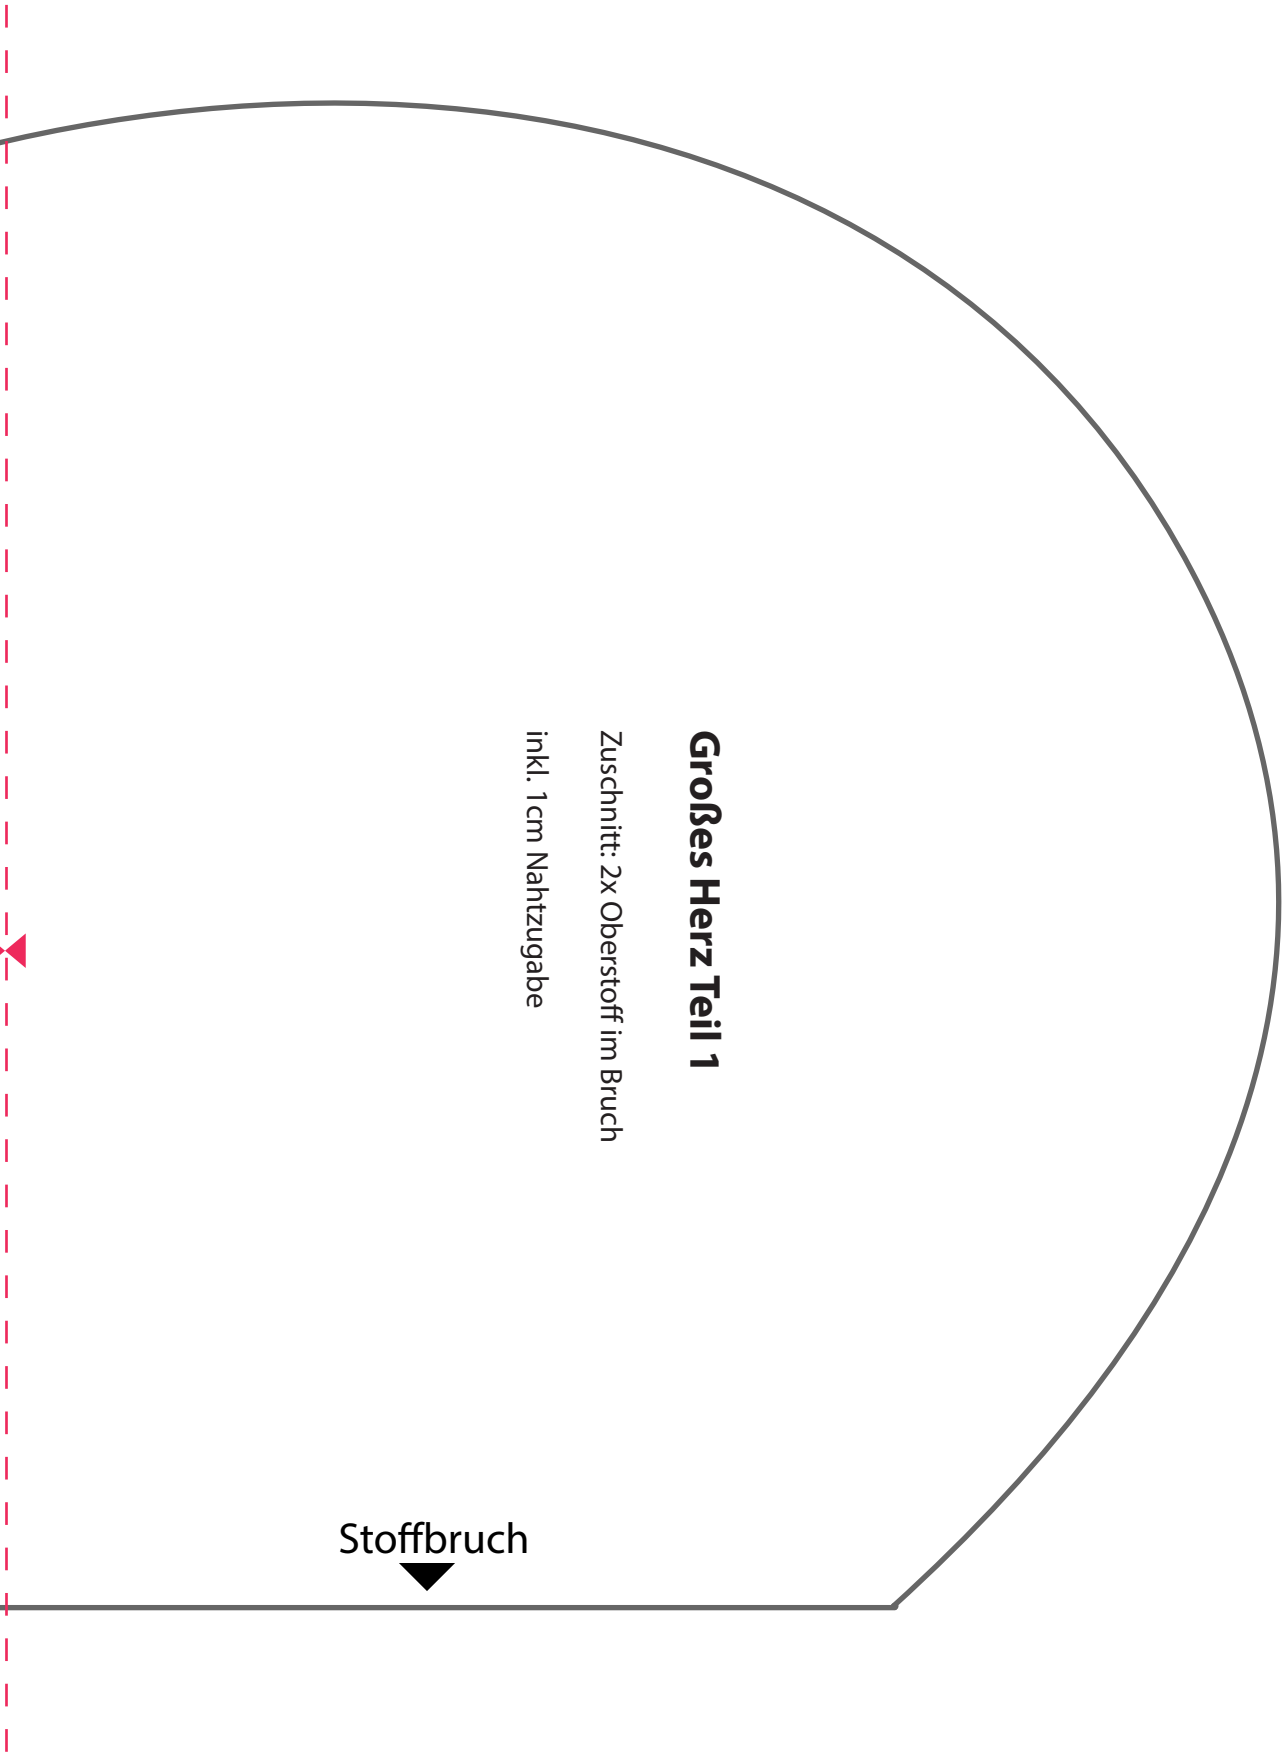 Großes Herz Teil 1
Zuschnitt: 2x Oberstoff im Bruch
inkl. 1cm Nahtzugabe
Stoffbruch